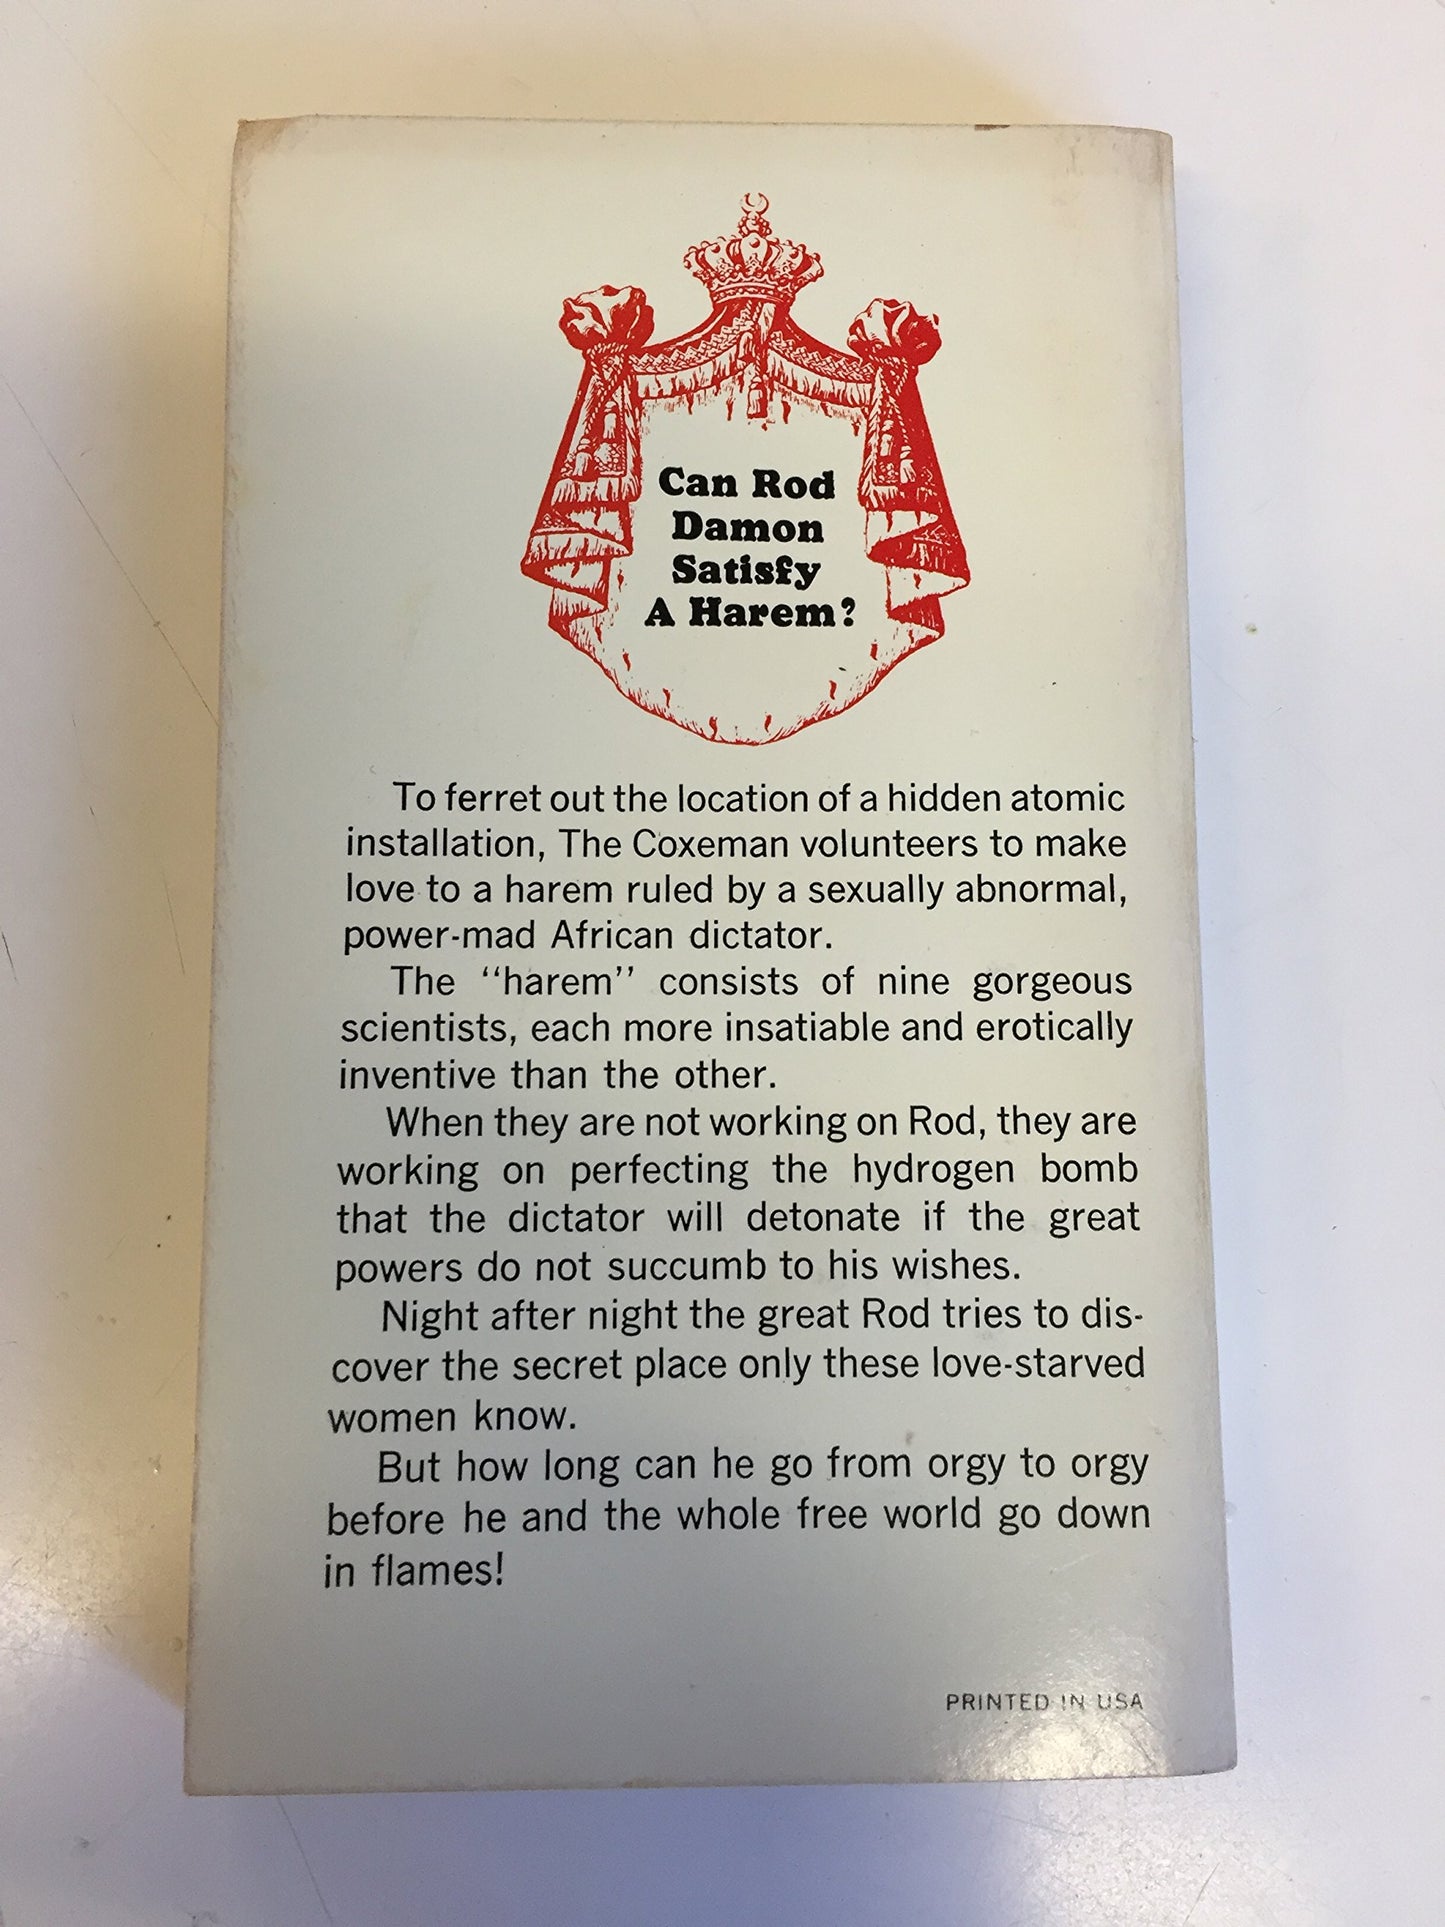 Can Rod
Damon
Satisfy
A Harem?
To ferret out the location of a hidden atomic
installation, The Coxeman volunteers to make
love to a harem ruled by a sexually abnormal,
power-mad African dictator.
The "harem" consists of nine gorgeous
scientists, each more insatiable and erotically
inventive than the other.
When they are not working on Rod, they are
working on perfecting the hydrogen bomb
that the dictator will detonate if the great
powers do not succumb to his wishes.
Night after night the great Rod tries to dis-
cover the secret place only these love-starved
women know.
But how long can he go from orgy to orgy
before he and the whole free world go down
in flames!
PRINTED IN USA